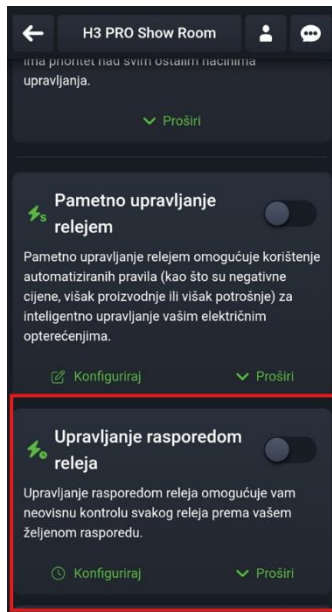 H3 PRO Show Room
ima prioritet nad svim ostalim načinima
upravljanja.
Proširi
Pametno upravljanje
relejem
Pametno upravljanje relejem omogućuje korištenje
automatiziranih pravila (kao što su negativne
cijene, višak proizvodnje ili višak potrošnje) za
inteligentno upravljanje vašim električnim
opterećenjima.
Konfiguriraj Proširi
Upravljanje rasporedom
releja
Upravljanje rasporedom releja omogućuje vam
neovisnu kontrolu svakog releja prema vašem
željenom rasporedu.
Konfiguriraj Proširi